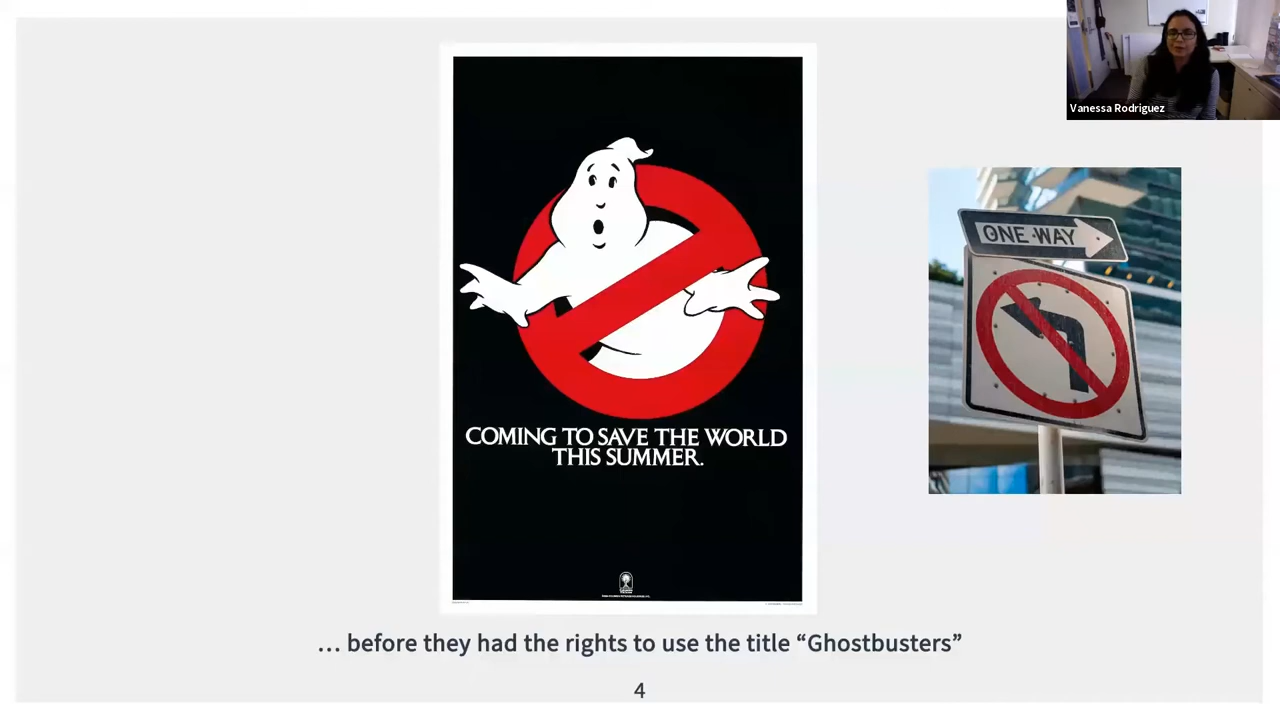 Vanessa Rodriguez
ONE WAY
COMING TO SAVE THE WORLD
THIS SUMMER.
… before they had the rights to use the title “Ghostbusters”
4